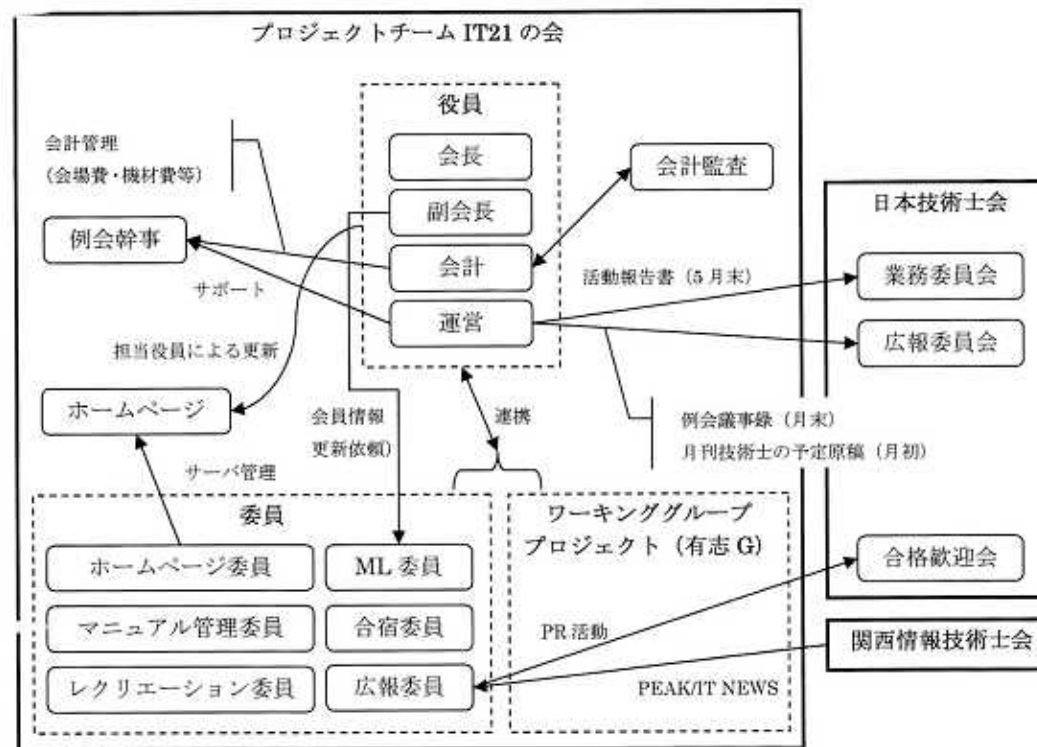 プロジェクトチーム IT21 の会
役員
会長
副会長
会計
運営
会計管理
(会場費・機材費等)
例会幹事
サポート
担当役員による更新
ホームページ
サーバ管理
会員情報
更新依頼)
連携
会計監査
活動報告書 (5 月末)
例会議事録 (月末)
月刊技術士の予定原稿 (月初)
日本技術士会
業務委員会
広報委員会
合格歓迎会
関西情報技術士会
委員
ホームページ委員
ML 委員
マニュアル管理委員
合宿委員
レクリエーション委員
広報委員
ワーキンググループ
プロジェクト (有志 G)
PR 活動
PEAK/IT NEWS